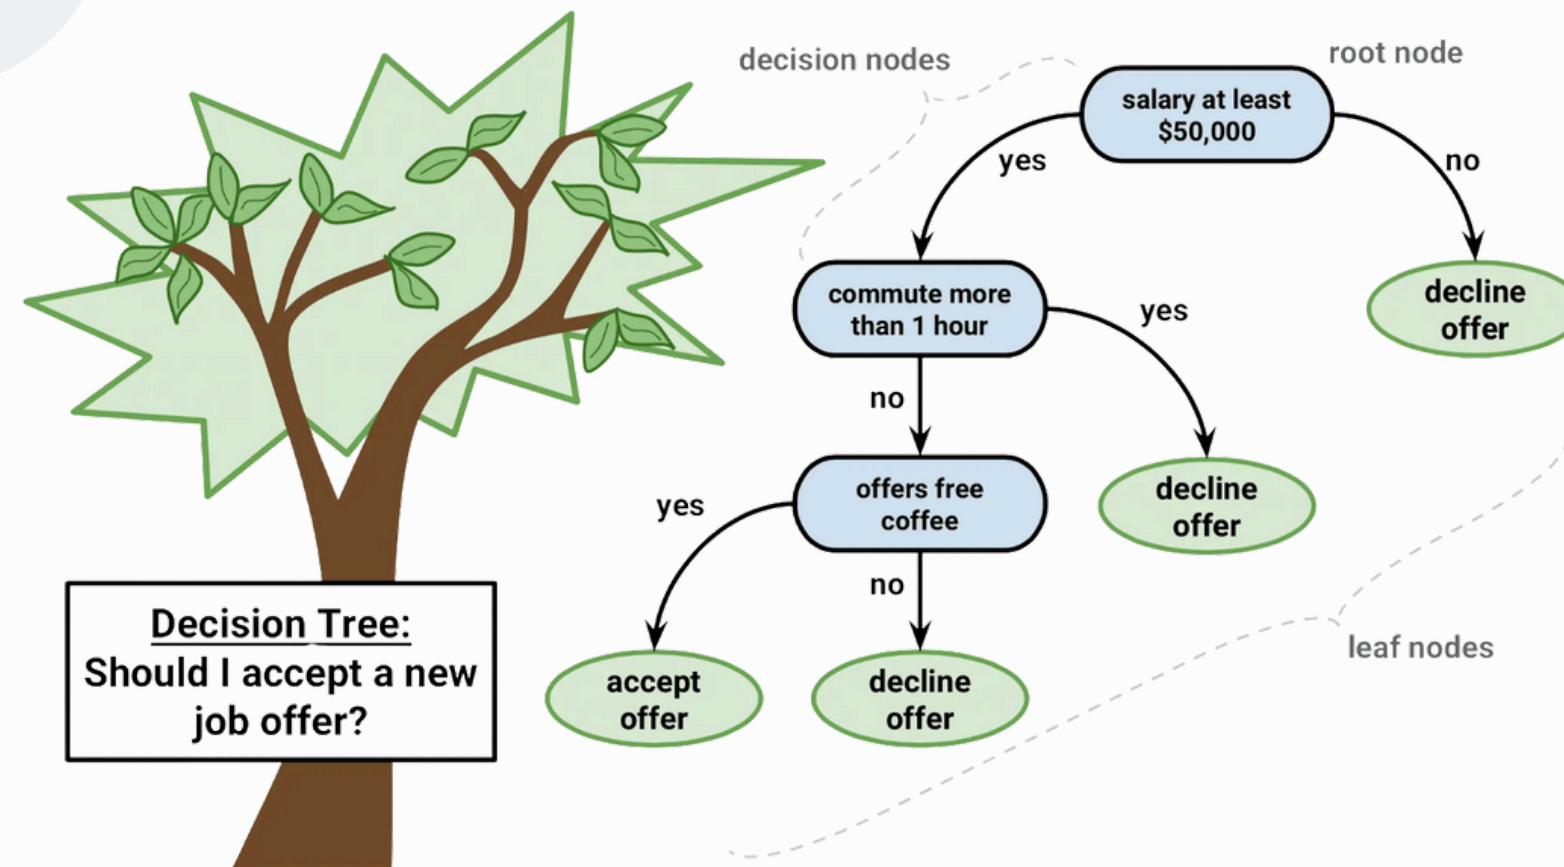 decision nodes
root node
salary at least
$50,000
yes
no
commute more
than 1 hour
yes
decline
offer
no
offers free
coffee
yes
decline
offer
no
accept
offer
decline
offer
leaf nodes
Decision Tree:
Should I accept a new
job offer?